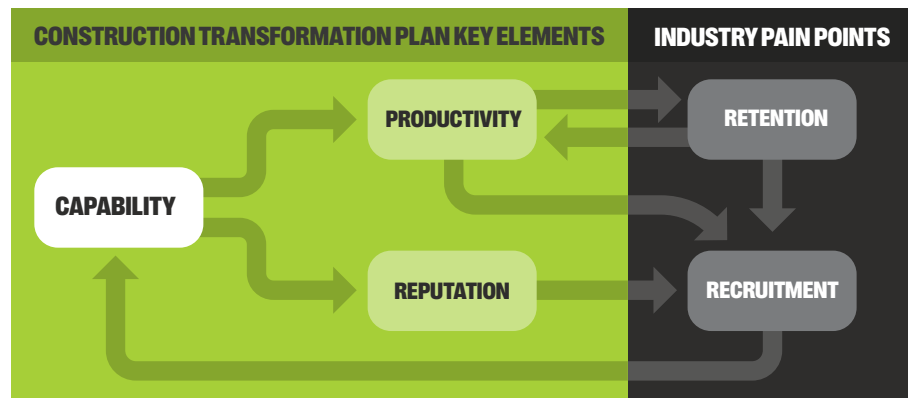 CONSTRUCTION TRANSFORMATION PLAN KEY ELEMENTS
INDUSTRY PAIN POINTS
PRODUCTIVITY
RETENTION
CAPABILITY
REPUTATION
RECRUITMENT